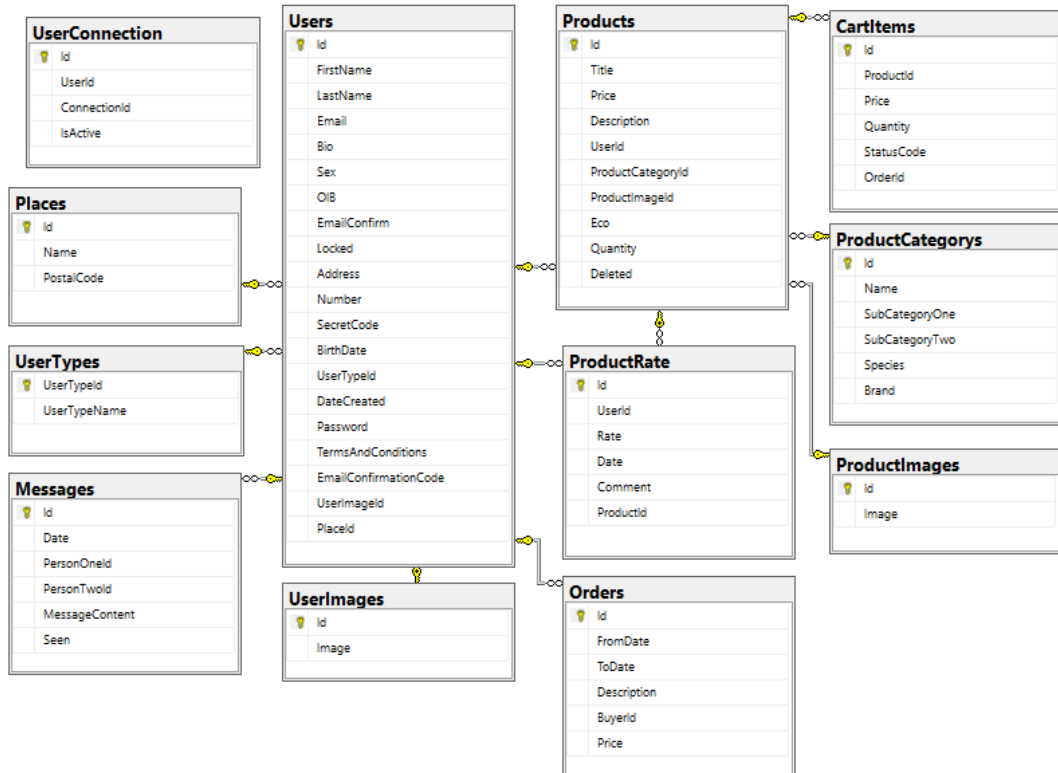 UserConnection
Id
UserId
ConnectionId
IsActive
Places
Id
Name
PostalCode
UserTypes
UserTypeId
UserTypeName
Messages
Id
Date
PersonOneId
PersonTwoId
MessageContent
Seen
Users
Id
FirstName
LastName
Email
Bio
Sex
OIB
EmailConfirm
Locked
Address
Number
SecretCode
BirthDate
UserTypeId
DateCreated
Password
TermsAndConditions
EmailConfirmationCode
UserImageId
PlaceId
UserImages
Id
Image
Products
Id
Title
Price
Description
UserId
ProductCategoryId
ProductImageId
Eco
Quantity
Deleted
ProductRate
Id
UserId
Rate
Date
Comment
ProductId
Orders
Id
FromDate
ToDate
Description
BuyerId
Price
CartItems
Id
ProductId
Price
Quantity
StatusCode
OrderId
ProductCategorys
Id
Name
SubCategoryOne
SubCategoryTwo
Species
Brand
ProductImages
Id
Image